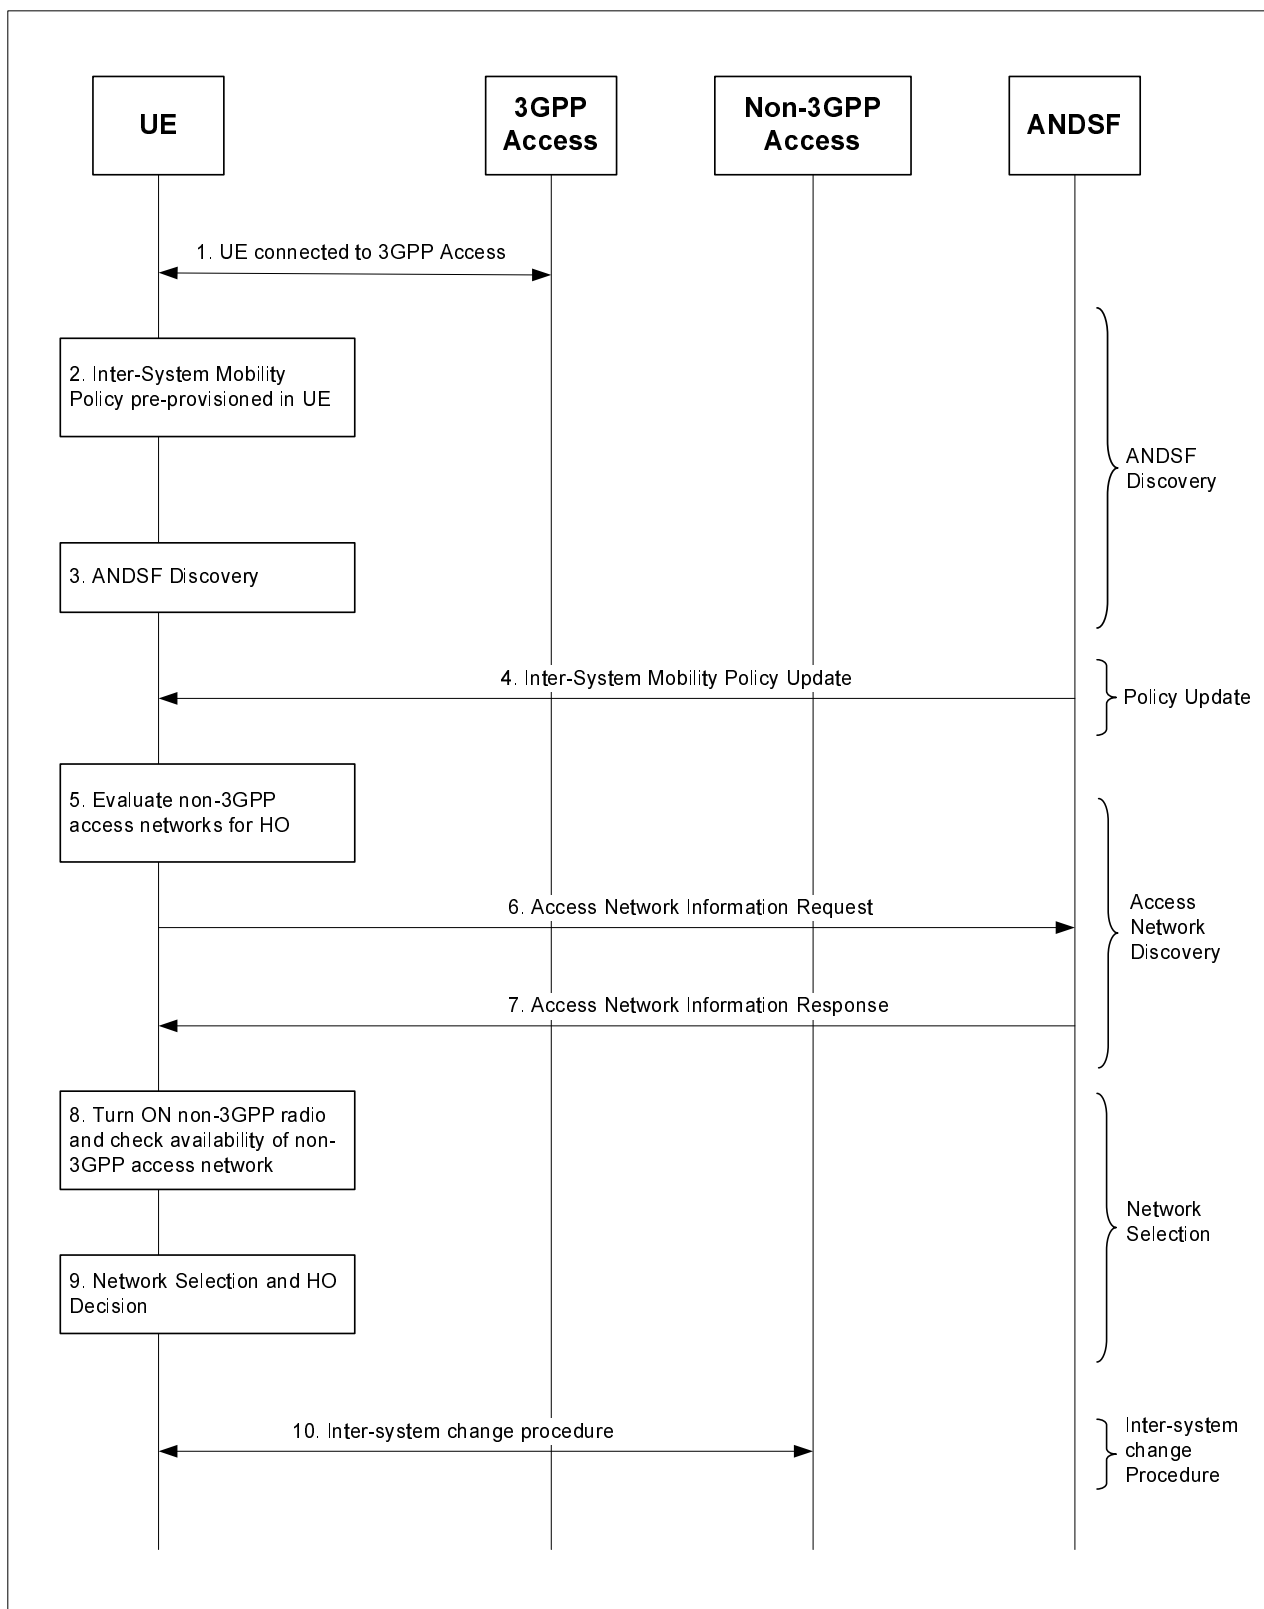 UE
3GPP
Access
Non-3GPP
Access
ANDSF
1. UE connected to 3GPP Access
2. Inter-System Mobility
Policy pre-provisioned in UE
ANDSF
Discovery
3. ANDSF Discovery
4. Inter-System Mobility Policy Update
Policy Update
5. Evaluate non-3GPP
access networks for HO
6. Access Network Information Request
Access
Network
Discovery
7. Access Network Information Response
8. Turn ON non-3GPP radio
and check availability of non-
3GPP access network
Network
Selection
9. Network Selection and HO
Decision
10. Inter-system change procedure
Inter-system
change
Procedure